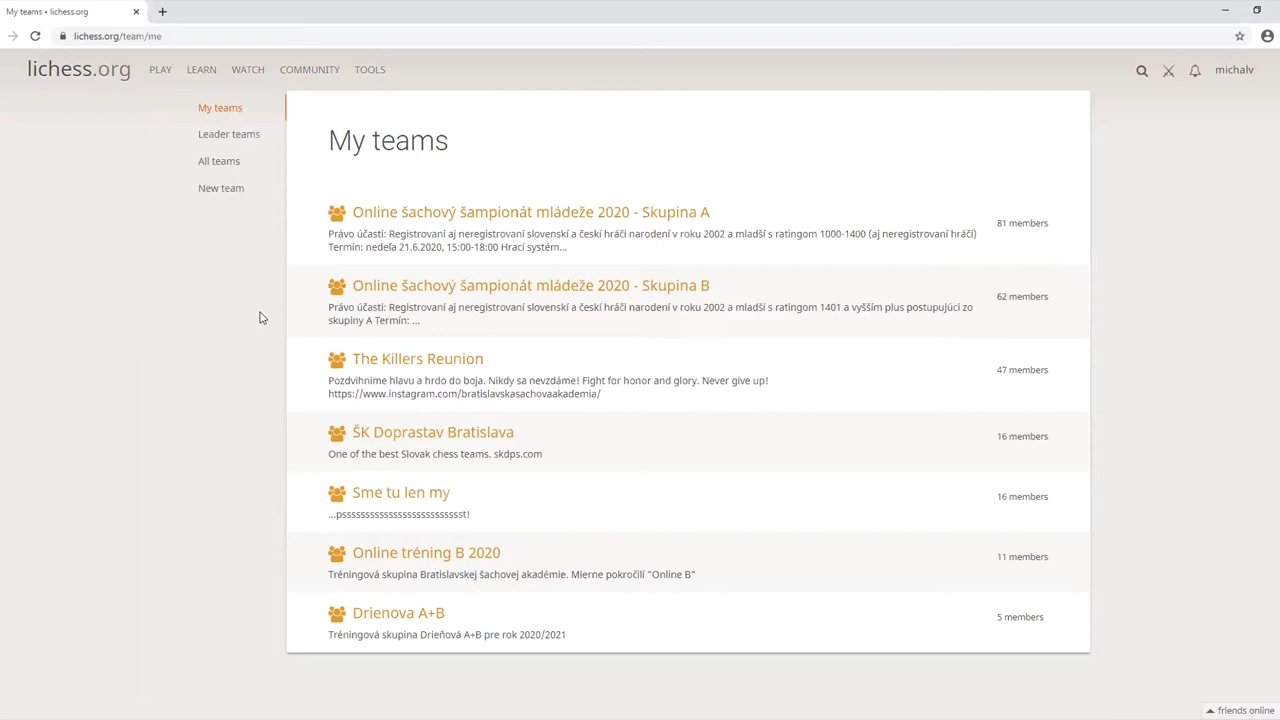 My teams • lichess.org
lichess.org/team/me
lichess.org PLAY LEARN WATCH COMMUNITY TOOLS michalv
My teams
Leader teams
All teams
New team
My teams
Online šachový šampionát mládeže 2020 - Skupina A
Právo účasti: Registrovaní aj neregistrovaní slovenskí a českí hráči narodení v roku 2002 a mladší s ratingom 1000-1400 (aj neregistrovaní hráči)
Termín: nedeľa 21.6.2020, 15:00-18:00 Hrací systém...
81 members
Online šachový šampionát mládeže 2020 - Skupina B
Právo účasti: Registrovaní aj neregistrovaní slovenskí a českí hráči narodení v roku 2002 a mladší s ratingom 1401 a vyšším plus postupujúcí zo
skupiny A Termín: ...
62 members
The Killers Reunion
Pozdvihnime hlavu a hrdo do boja. Nikdy sa nevzdáme! Fight for honor and glory. Never give up!
https://www.instagram.com/bratislavskasachovaakademia/
47 members
ŠK Doprastav Bratislava
One of the best Slovak chess teams. skdps.com
16 members
Sme tu len my
...psssssssssssssssssssssssssst!
16 members
Online tréning B 2020
Tréningová skupina Bratislavskej šachovej akadémie. Mierne pokročilí "Online B"
11 members
Drienova A+B
Tréningová skupina Drieňová A+B pre rok 2020/2021
5 members
friends online